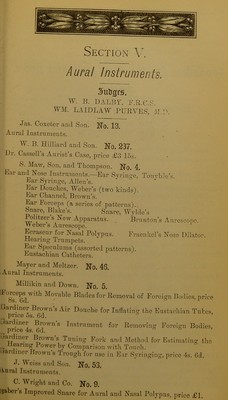 SECTION V.
Aural Instruments.
Judges.
W. B. DALBY, F.R.C.S.
WM. LAIDLAW PURVES, M.D.
Jas. Coxeter and Son. No. 13.
Aural Instruments.
W. B. Hilliard and Son. No. 237.
Dr. Cassell's Aurist's Case, price £3 15s.
S. Maw, Son, and Thompson. No. 4.
Ear and Nose Instruments.—Ear Syringe, Tonybie's.
Ear Syringe, Allen's.
Ear Douches, Weber's (two kinds)
Ear Channel, Brown's.
Ear Forceps (a series of patterns).
Snare, Blake's. Snare, Wylde's
Politzer's New Apparatus. Brunton's Aurescope.
Weber's Aurescope.
Ecraseur for Nasal Polypus. Fraenkel's Nose Dilator.
Hearing Trumpets.
Ear Speculums (assorted patterns).
Eustachian Catheters.
Mayer and Meltzer. No. 46.
Aural Instruments.
Millikin and Down. No. 5.
Forceps with Movable Blades for Removal of Foreign Bodies, price
8s. 6d.
Gardiner Brown's Air Douche for Inflating the Eustachian Tubes,
price 5s. 6d.
Gardiner Brown's Instrument for Removing Foreign Bodies,
price 4s. 6d.
Gardiner Brown's Tuning Fork and Method for Estimating the
Hearing Power by Comparison with Touch.
Gardiner Brown's Trough for use in Ear Syringing, price 4s. 6d.
J. Weiss and Son. No. 53.
Aural Instruments.
C. Wright and Co. No. 9.
Improved Snare for Aural and Nasal Polypus, price £1.